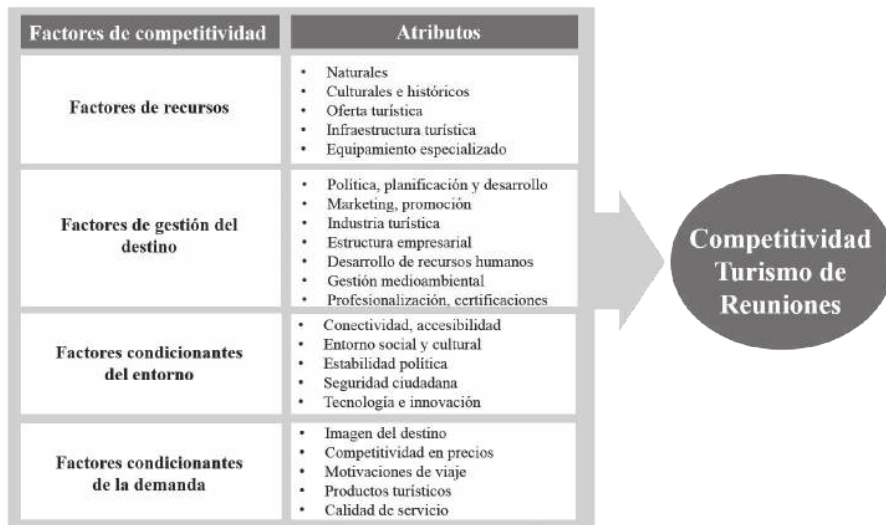 Factores de competitividad
Atributos
Factores de recursos
• Naturales
• Culturales e históricos
• Oferta turística
• Infraestructura turística
• Equipamiento especializado
Factores de gestión del
destino
• Política, planificación y desarrollo
• Marketing, promoción
• Industria turística
• Estructura empresarial
• Desarrollo de recursos humanos
• Gestión medioambiental
• Profesionalización, certificaciones
Factores condicionantes
del entorno
• Conectividad, accesibilidad
• Entorno social y cultural
• Estabilidad política
• Seguridad ciudadana
• Tecnología e innovación
Factores condicionantes
de la demanda
• Imagen del destino
• Competitividad en precios
• Motivaciones de viaje
• Productos turísticos
• Calidad de servicio
Competitividad
Turismo de
Reuniones